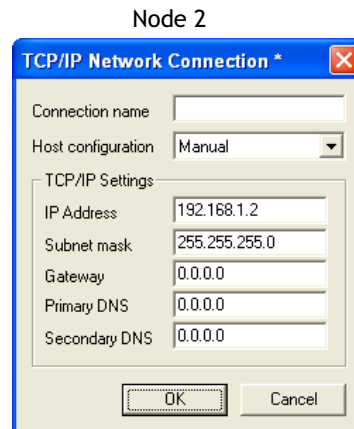 Node 2
TCP/IP Network Connection *
Connection name
Host configuration Manual
TCP/IP Settings
IP Address 192.168.1.2
Subnet mask 255.255.255.0
Gateway 0.0.0.0
Primary DNS 0.0.0.0
Secondary DNS 0.0.0.0
OK Cancel